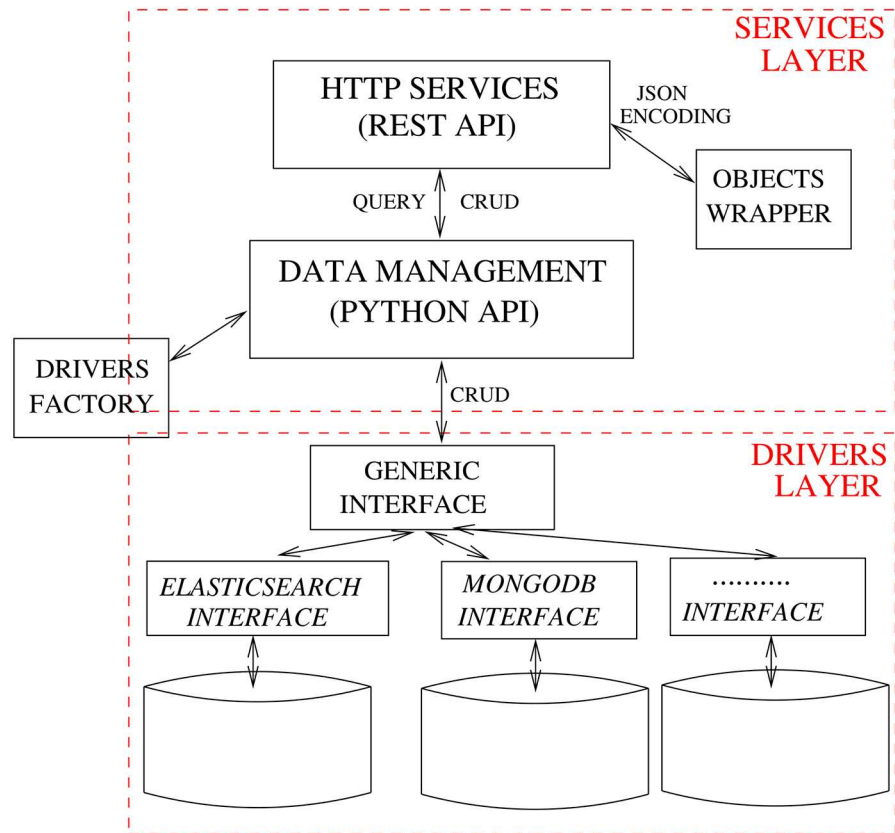 SERVICES
LAYER
HTTP SERVICES
(REST API)
JSON
ENCODING
OBJECTS
WRAPPER
QUERY CRUD
DATA MANAGEMENT
(PYTHON API)
DRIVERS
FACTORY
CRUD
DRIVERS
LAYER
GENERIC
INTERFACE
ELASTICSEARCH
INTERFACE
MONGODB
INTERFACE
..........
INTERFACE